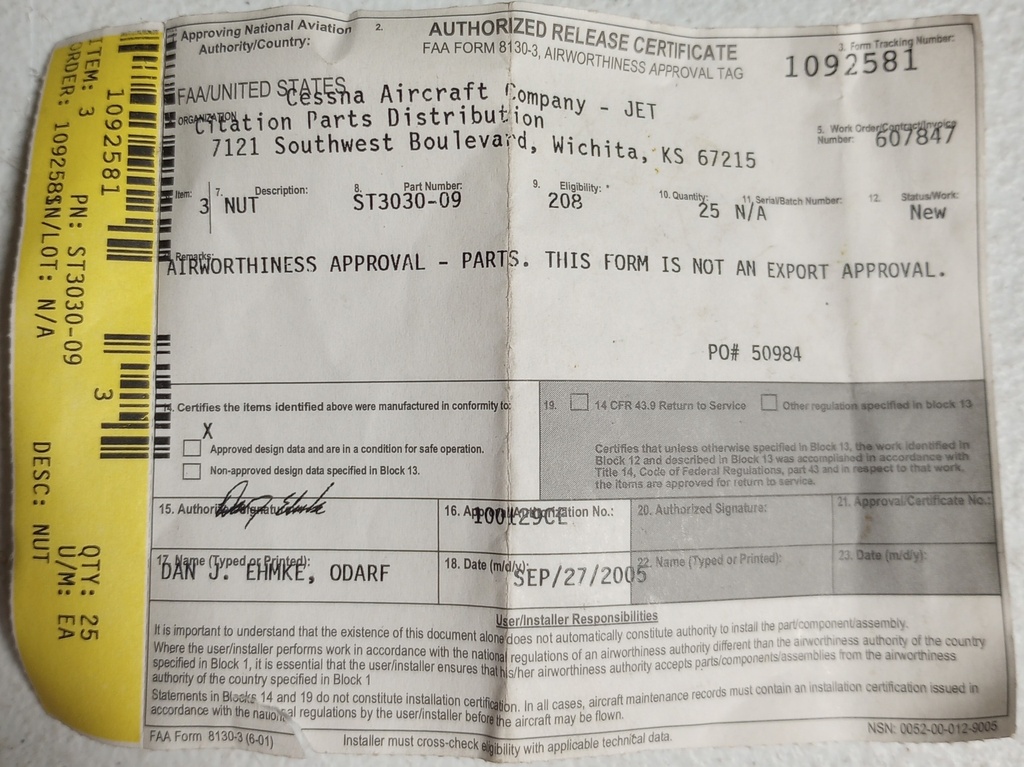 ITEM: 3
1092581
ORDER: 109258
SN/LOT: N/A
PN: ST3030-09
3
DESC: NUT
QTY: 25
U/M: EA
Approving National Aviation
Authority/Country:
FAA/UNITED STATES
2.
AUTHORIZED RELEASE CERTIFICATE
FAA FORM 8130-3, AIRWORTHINESS APPROVAL TAG
3. Form Tracking Number:
1092581
ORGANIZATION
Cessna Aircraft Company - JET
Citation Parts Distribution
7121 Southwest Boulevard, Wichita, KS 67215
5. Work Order/Contract/Invoice
Number: 607847
Item: 3
7. Description:
NUT
8. Part Number:
ST3030-09
9. Eligibility: *
208
10. Quantity:
25
11. Serial/Batch Number:
N/A
12. Status/Work:
New
Remarks:
AIRWORTHINESS APPROVAL - PARTS. THIS FORM IS NOT AN EXPORT APPROVAL.
PO# 50984
14. Certifies the items identified above were manufactured in conformity to:
X
Approved design data and are in a condition for safe operation.
Non-approved design data specified in Block 13.
19. 14 CFR 43.9 Return to Service Other regulation specified in block 13
Certifies that unless otherwise specified in Block 13, the work identified in
Block 12 and described in Block 13 was accomplished in accordance with
Title 14, Code of Federal Regulations, part 43 and in respect to that work,
the items are approved for return to service.
15. Authorized Signature:
16. Approval/Authorization No.:
100129CE
20. Authorized Signature:
21. Approval/Certificate No.:
17. Name (Typed or Printed):
DAN J. EHMKE, ODARF
18. Date (m/d/y):
SEP/27/2005
22. Name (Typed or Printed):
23. Date (m/d/y):
User/Installer Responsibilities
It is important to understand that the existence of this document alone does not automatically constitute authority to install the part/component/assembly.
Where the user/installer performs work in accordance with the national regulations of an airworthiness authority different than the airworthiness authority of the country
specified in Block 1, it is essential that the user/installer ensures that his/her airworthiness authority accepts parts/components/assemblies from the airworthiness
authority of the country specified in Block 1
Statements in Blocks 14 and 19 do not constitute installation certification. In all cases, aircraft maintenance records must contain an installation certification issued in
accordance with the national regulations by the user/installer before the aircraft may be flown.
FAA Form 8130-3 (6-01)
Installer must cross-check eligibility with applicable technical data.
NSN: 0052-00-012-9005